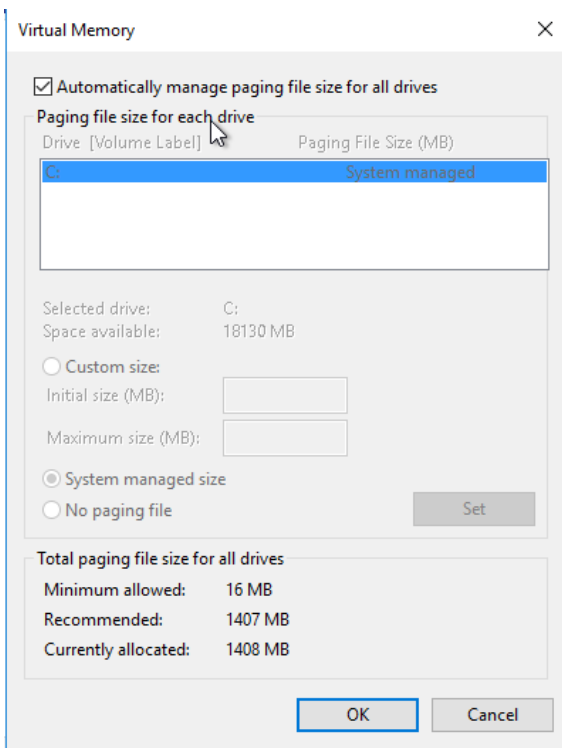 Virtual Memory
Automatically manage paging file size for all drives
Paging file size for each drive
Drive [Volume Label] Paging File Size (MB)
C: System managed
Selected drive: C:
Space available: 18130 MB
Custom size:
Initial size (MB):
Maximum size (MB):
System managed size
No paging file Set
Total paging file size for all drives
Minimum allowed: 16 MB
Recommended: 1407 MB
Currently allocated: 1408 MB
OK Cancel